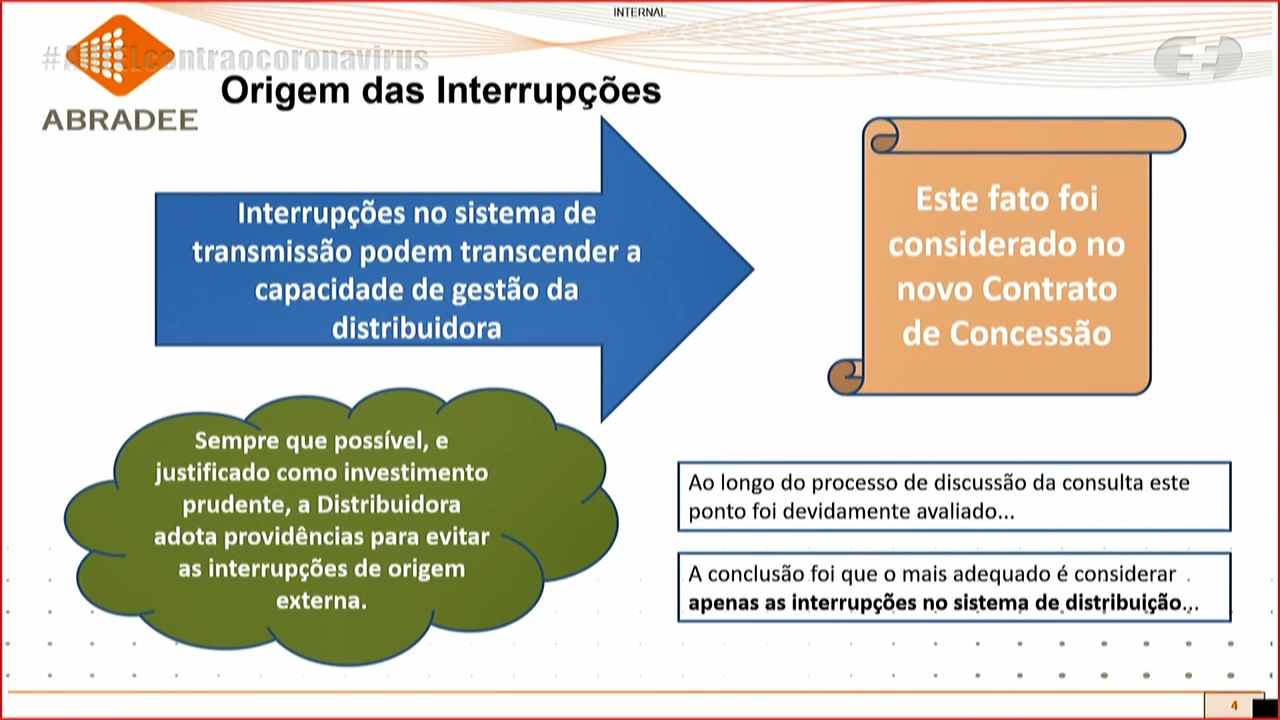 INTERNAL
#ANEELcontraocoronavirus
ABRADEE
Origem das Interrupções
Interrupções no sistema de
transmissão podem transcender a
capacidade de gestão da
distribuidora
Este fato foi
considerado no
novo Contrato
de Concessão
Sempre que possível, e
justificado como investimento
prudente, a Distribuidora
adota providências para evitar
as interrupções de origem
externa.
Ao longo do processo de discussão da consulta este
ponto foi devidamente avaliado...
A conclusão foi que o mais adequado é considerar
apenas as interrupções no sistema de distribuição...
4